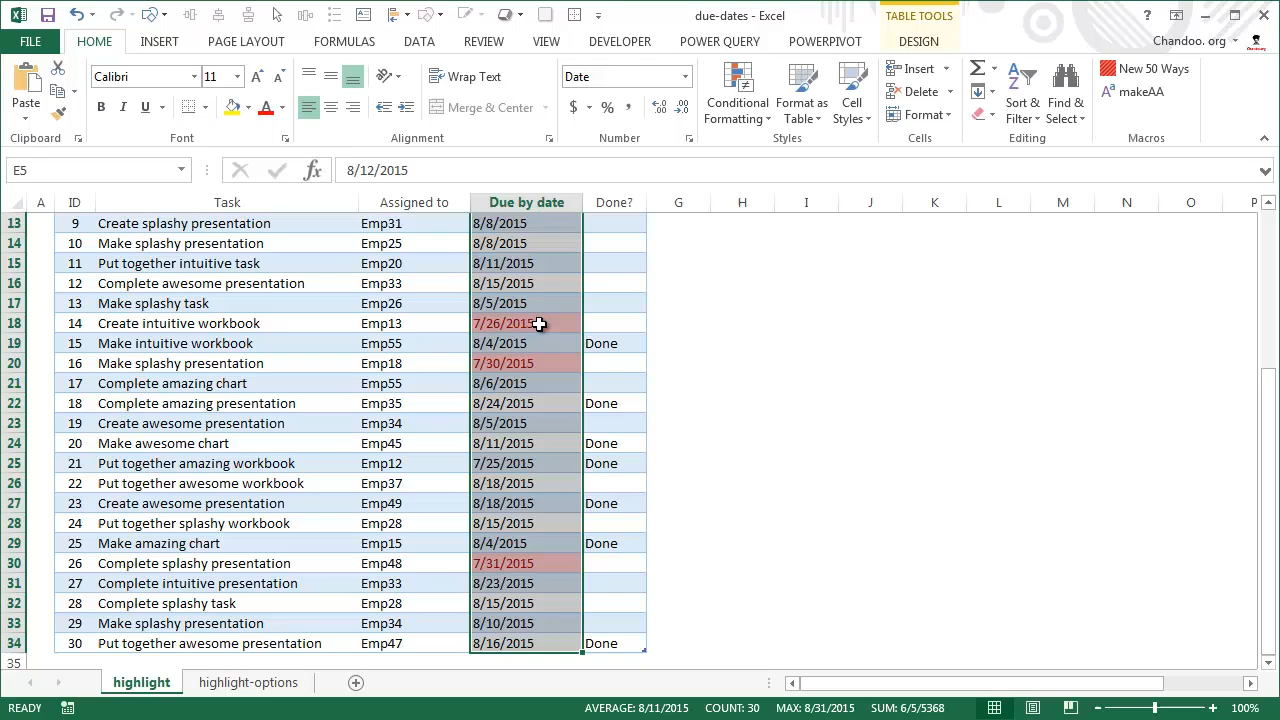 due-dates - Excel
TABLE TOOLS
?
FILE HOME INSERT PAGE LAYOUT FORMULAS DATA REVIEW VIEW DEVELOPER POWERQUERY POWERPIVOT DESIGN Chandoo. org
Paste
Calibri 11
B I U
Wrap Text
Merge & Center
Date
$ % ,
Conditional Formatting
Format as Table
Cell Styles
Insert
Delete
Format
Sort & Filter
Find & Select
New 50 Ways
makeAA
Clipboard Font Alignment Number Styles Cells Editing Macros
E5 fx 8/12/2015
A ID Task Assigned to Due by date Done? G H I J K L M N O P
13 9 Create splashy presentation Emp31 8/8/2015
14 10 Make splashy presentation Emp25 8/8/2015
15 11 Put together intuitive task Emp20 8/11/2015
16 12 Complete awesome presentation Emp33 8/15/2015
17 13 Make splashy task Emp26 8/5/2015
18 14 Create intuitive workbook Emp13 7/26/2015
19 15 Make intuitive workbook Emp55 8/4/2015 Done
20 16 Make splashy presentation Emp18 7/30/2015
21 17 Complete amazing chart Emp55 8/6/2015
22 18 Complete amazing presentation Emp35 8/24/2015 Done
23 19 Create awesome presentation Emp34 8/5/2015
24 20 Make awesome chart Emp45 8/11/2015 Done
25 21 Put together amazing workbook Emp12 7/25/2015 Done
26 22 Put together awesome workbook Emp37 8/18/2015
27 23 Create awesome presentation Emp49 8/18/2015 Done
28 24 Put together splashy workbook Emp28 8/15/2015
29 25 Make amazing chart Emp15 8/4/2015 Done
30 26 Complete splashy presentation Emp48 7/31/2015
31 27 Complete intuitive presentation Emp33 8/23/2015
32 28 Complete splashy task Emp28 8/15/2015
33 29 Make splashy presentation Emp34 8/10/2015
34 30 Put together awesome presentation Emp47 8/16/2015 Done
35
highlight highlight-options
READY AVERAGE: 8/11/2015 COUNT: 30 MAX: 8/31/2015 SUM: 6/5/5368 100%